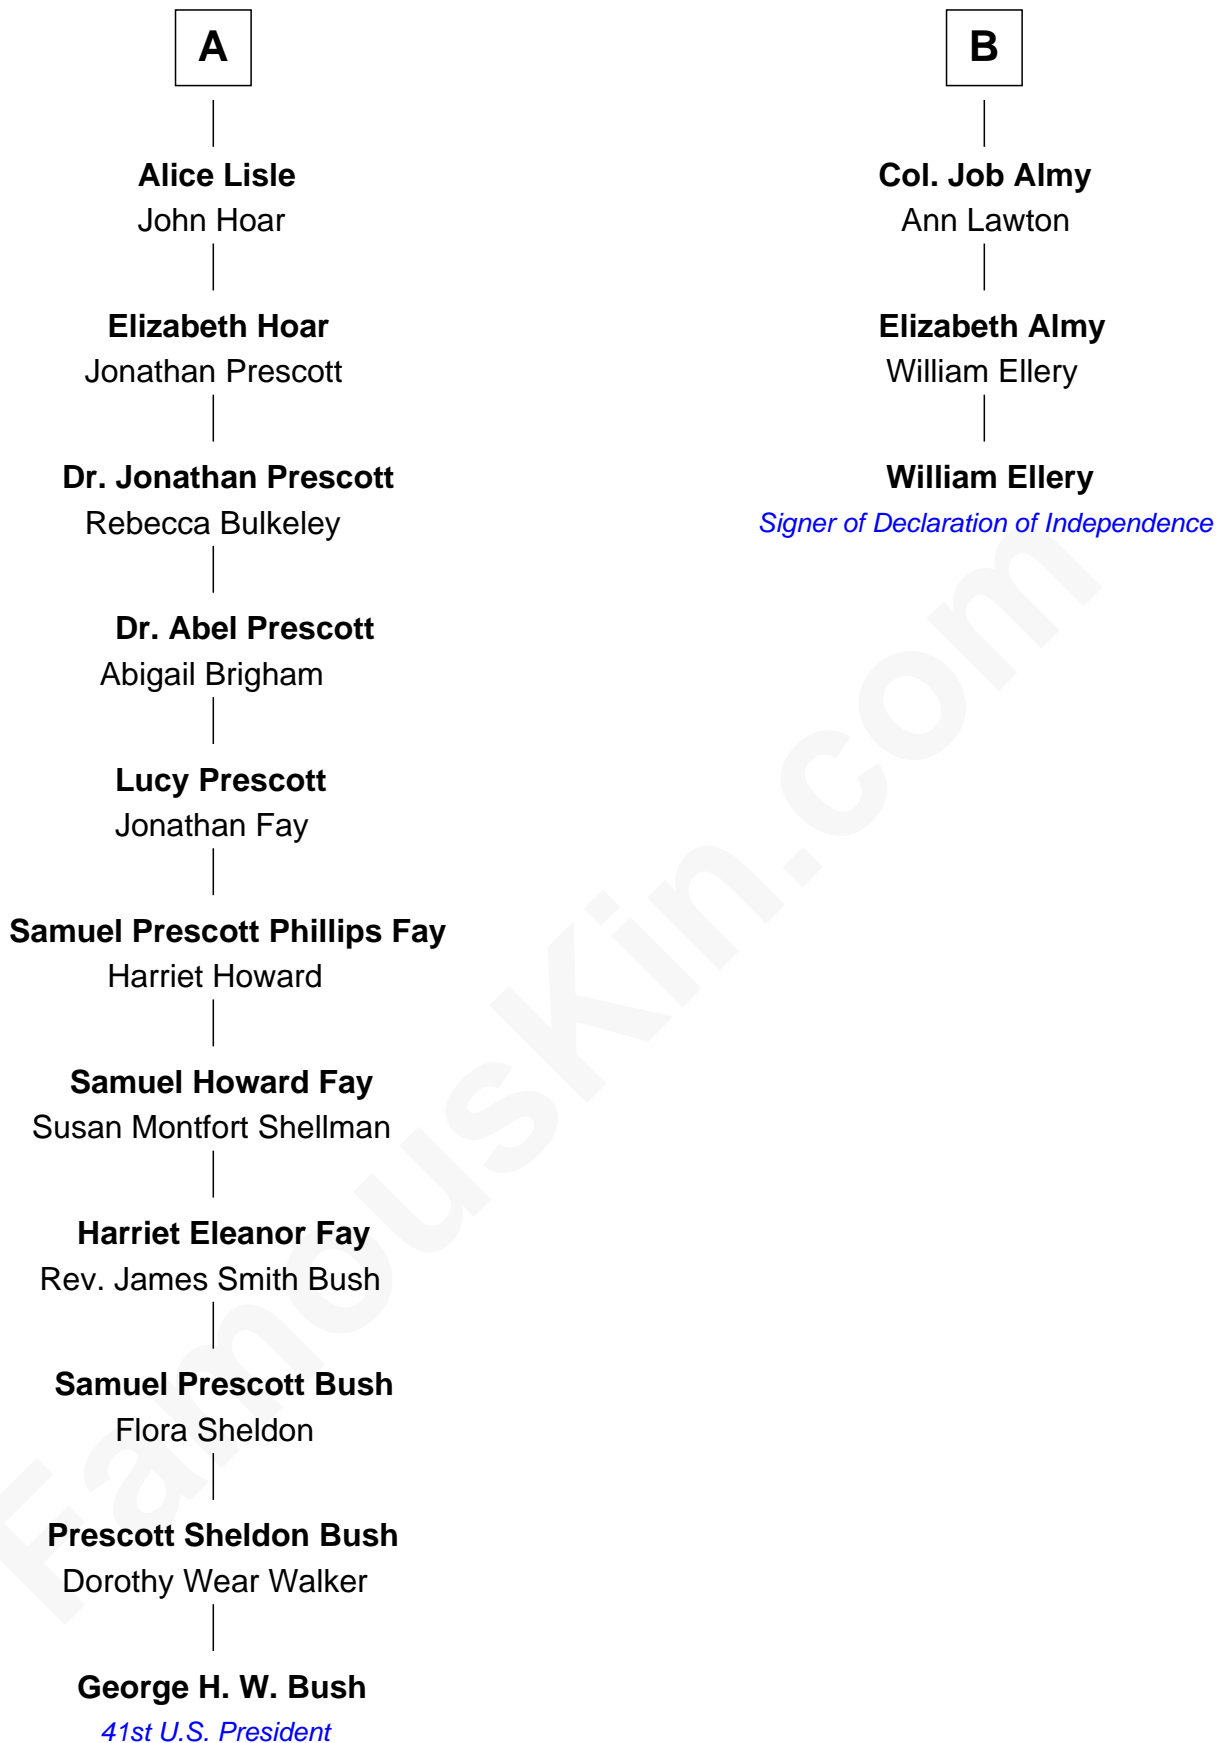 A
Alice Lisle
John Hoar
Elizabeth Hoar
Jonathan Prescott
Dr. Jonathan Prescott
Rebecca Bulkeley
Dr. Abel Prescott
Abigail Brigham
Lucy Prescott
Jonathan Fay
Samuel Prescott Phillips Fay
Harriet Howard
Samuel Howard Fay
Susan Montfort Shellman
Harriet Eleanor Fay
Rev. James Smith Bush
Samuel Prescott Bush
Flora Sheldon
Prescott Sheldon Bush
Dorothy Wear Walker
George H. W. Bush
41st U.S. President
B
Col. Job Almy
Ann Lawton
Elizabeth Almy
William Ellery
William Ellery
Signer of Declaration of Independence
FamousKin.com